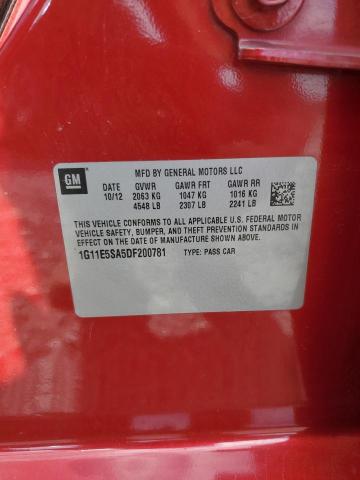 GM
MFD BY GENERAL MOTORS LLC
DATE GVWR GAWR FRT GAWR RR
10/12 2063 KG 1047 KG 1016 KG
4548 LB 2307 LB 2241 LB
THIS VEHICLE CONFORMS TO ALL APPLICABLE U.S. FEDERAL MOTOR
VEHICLE SAFETY, BUMPER, AND THEFT PREVENTION STANDARDS IN
EFFECT ON THE DATE OF MANUFACTURE SHOWN ABOVE.
1G11E5SA5DF200781 TYPE: PASS CAR